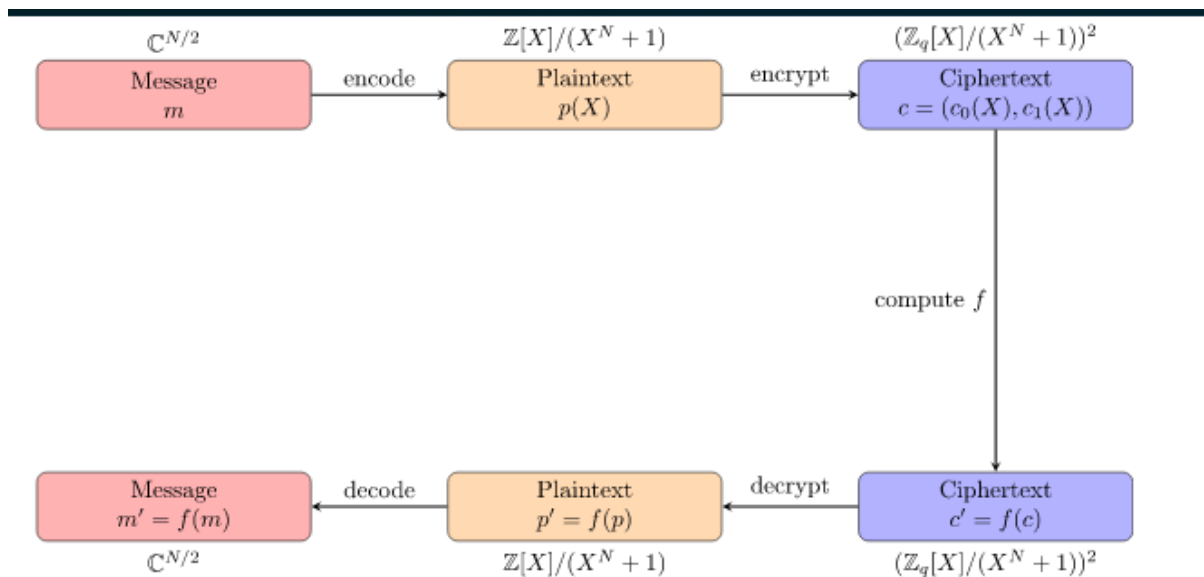 ℂ^{N/2}
ℤ[X]/(X^N + 1)
(ℤ_q[X]/(X^N + 1))^2
Message
m
encode
Plaintext
p(X)
encrypt
Ciphertext
c = (c_0(X), c_1(X))
compute f
Message
m′ = f(m)
decode
Plaintext
p′ = f(p)
decrypt
Ciphertext
c′ = f(c)
ℂ^{N/2}
ℤ[X]/(X^N + 1)
(ℤ_q[X]/(X^N + 1))^2